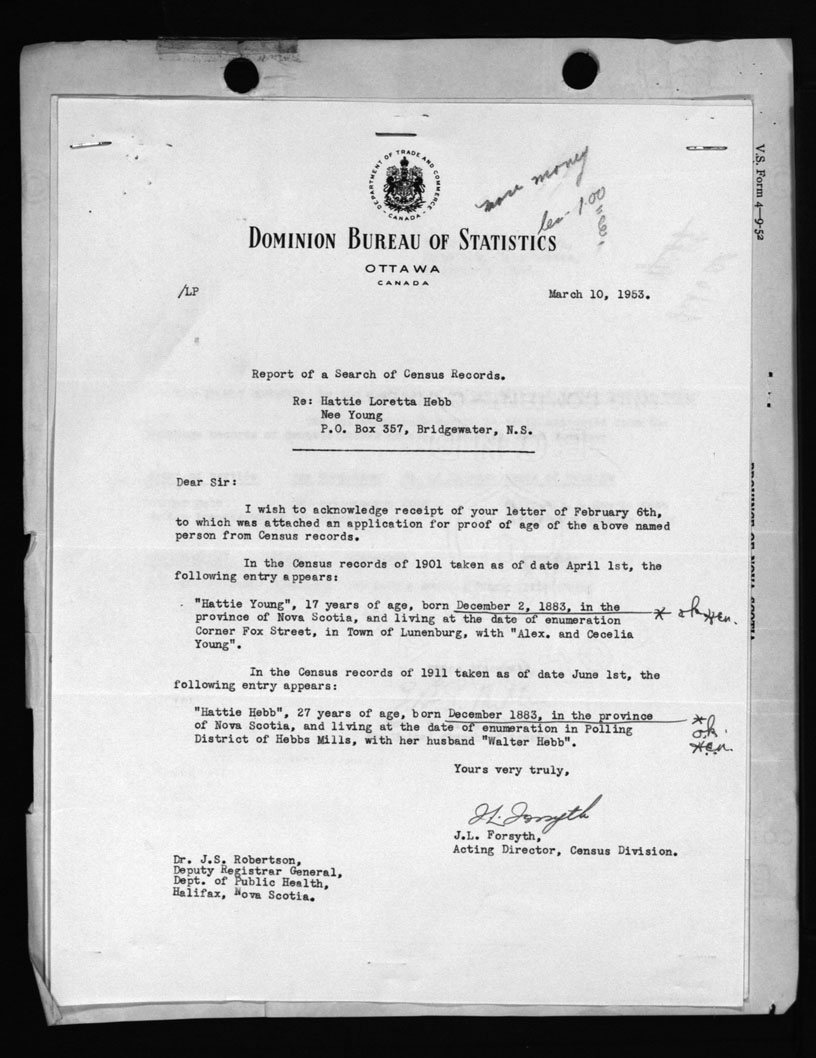 V.S. Form 4—9-52
DEPARTMENT OF TRADE AND COMMERCE
CANADA
more money
1.00
DOMINION BUREAU OF STATISTICS
OTTAWA
CANADA
/LP
March 10, 1953.
Report of a Search of Census Records.
Re: Hattie Loretta Hebb
Nee Young
P.O. Box 357, Bridgewater, N.S.
Dear Sir:
I wish to acknowledge receipt of your letter of February 6th,
to which was attached an application for proof of age of the above named
person from Census records.
In the Census records of 1901 taken as of date April 1st, the
following entry appears:
"Hattie Young", 17 years of age, born December 2, 1883, in the
province of Nova Scotia, and living at the date of enumeration
Corner Fox Street, in Town of Lunenburg, with "Alex. and Cecelia
Young".
* ok
In the Census records of 1911 taken as of date June 1st, the
following entry appears:
"Hattie Hebb", 27 years of age, born December 1883, in the province
of Nova Scotia, and living at the date of enumeration in Polling
District of Hebbs Mills, with her husband "Walter Hebb".
* ok.
Yours very truly,
J.L. Forsyth
J.L. Forsyth,
Acting Director, Census Division.
Dr. J.S. Robertson,
Deputy Registrar General,
Dept. of Public Health,
Halifax, Nova Scotia.